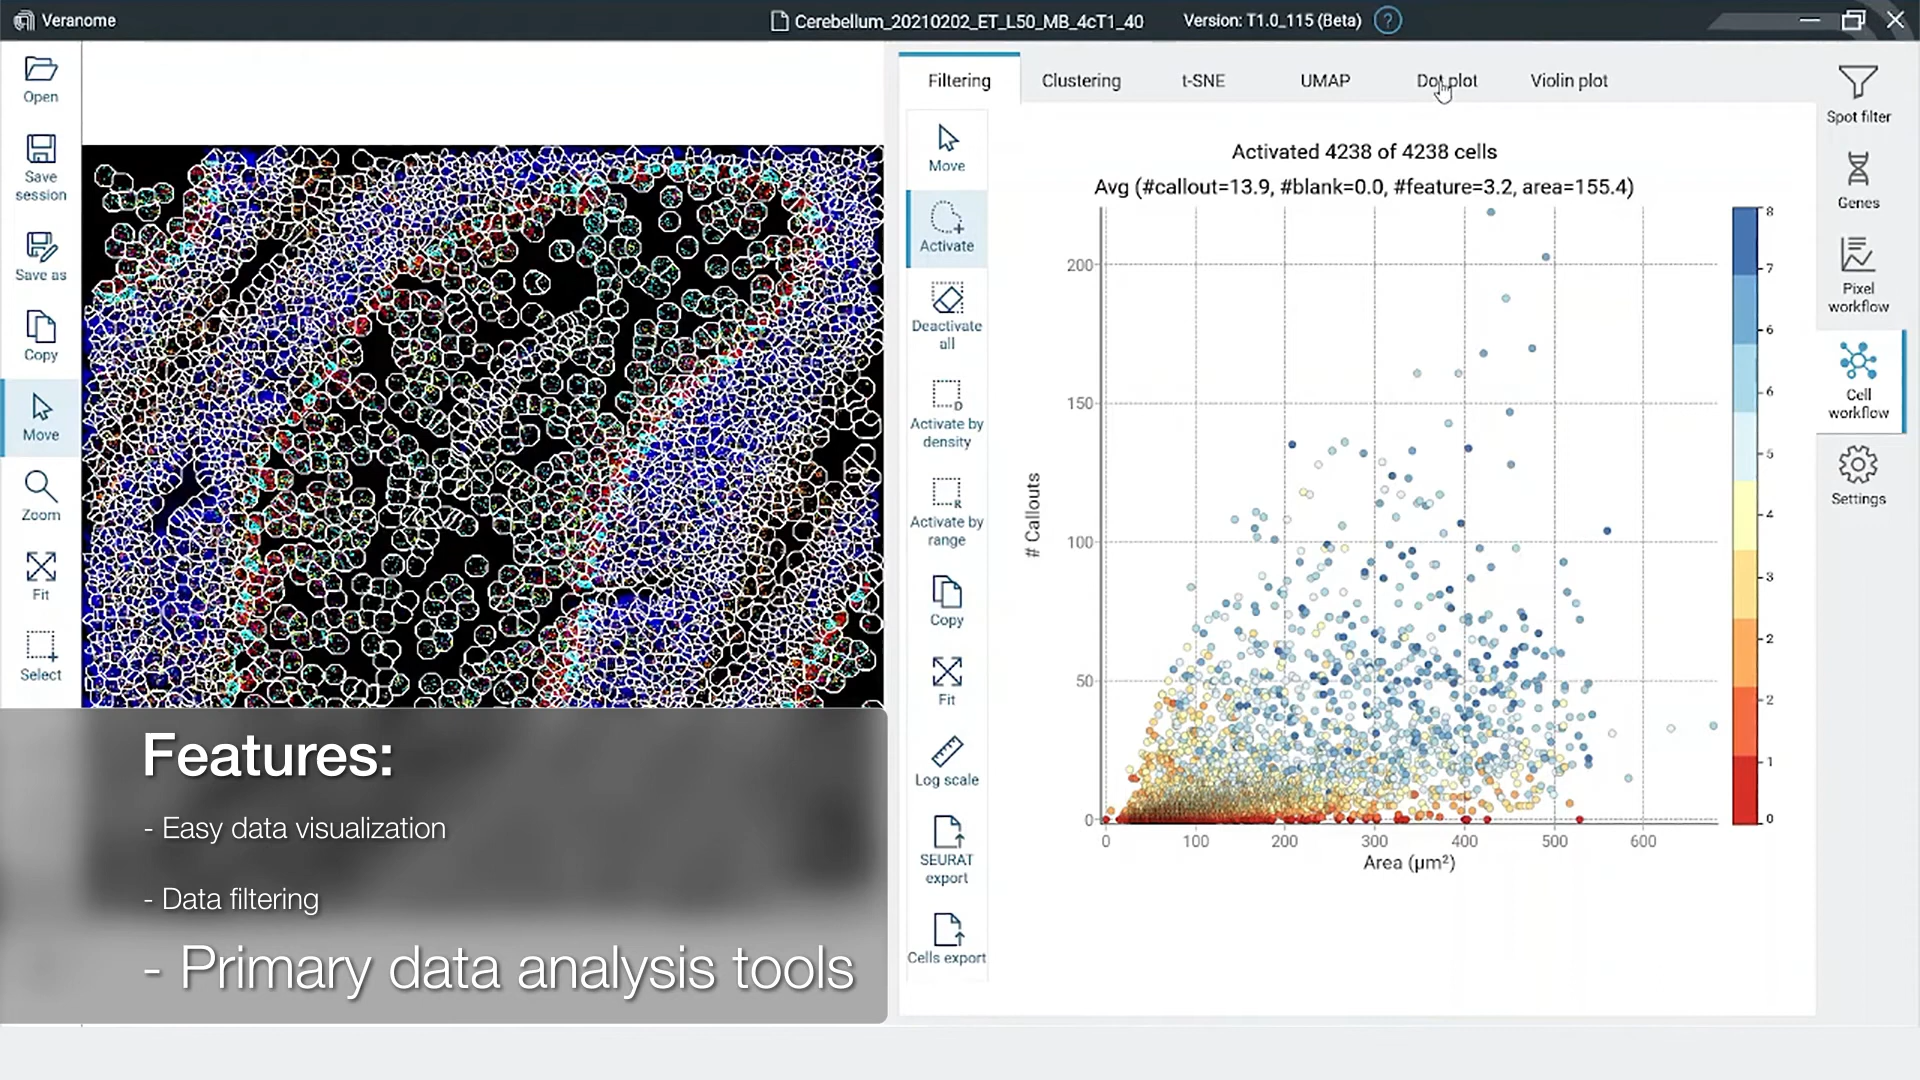 Veranome
Cerebellum_20210202_ET_L50_MB_4cT1_40
Version: T1.0_115 (Beta)
?
Open
Save
session
Save as
Copy
Move
Zoom
Fit
Select
Filtering
Clustering
t-SNE
UMAP
Dot plot
Violin plot
Move
Activate
Deactivate
all
D
Activate by
density
R
Activate by
range
Copy
Fit
Log scale
SEURAT
export
Cells export
Activated 4238 of 4238 cells
Avg (#callout=13.9, #blank=0.0, #feature=3.2, area=155.4)
# Callouts
200
150
100
50
0
0
100
200
300
400
500
600
Area (µm²)
8
7
6
6
5
4
3
2
2
1
0
Spot filter
Genes
Pixel
workflow
Cell
workflow
Settings
Features:
- Easy data visualization
- Data filtering
- Primary data analysis tools